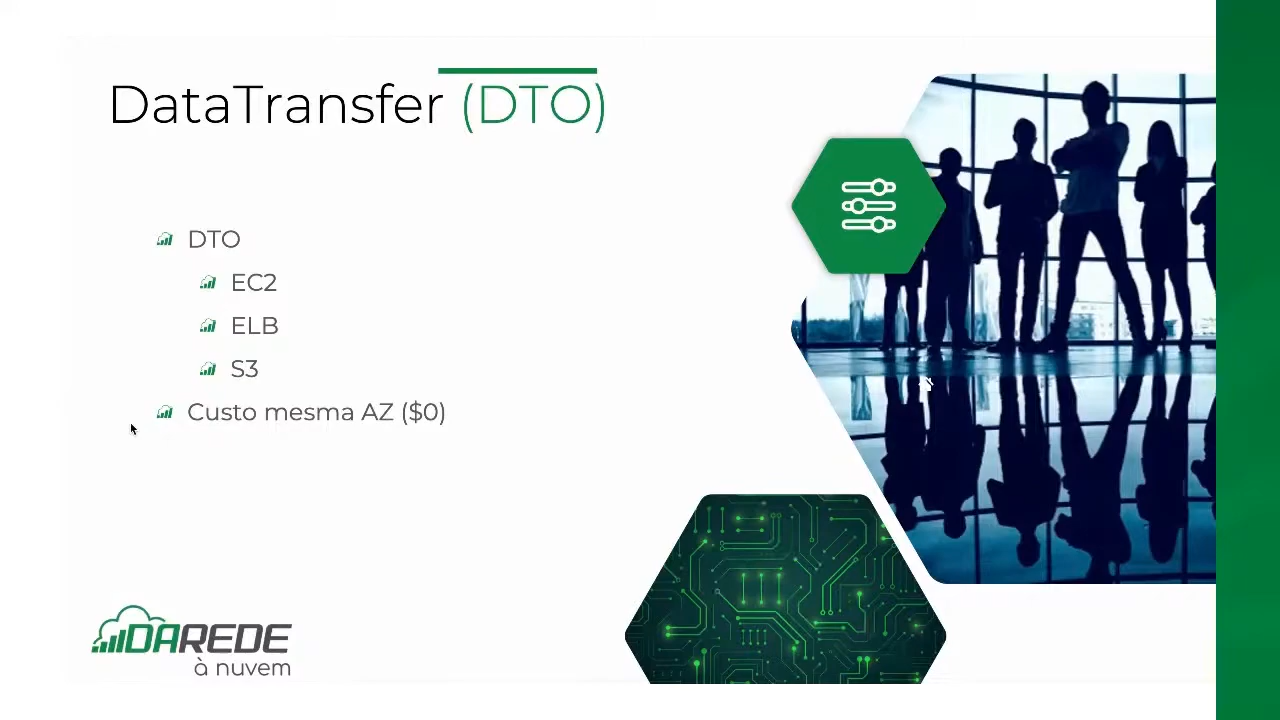 DataTransfer (DTO)
DTO
EC2
ELB
S3
Custo mesma AZ ($0)
DAREDE
à nuvem